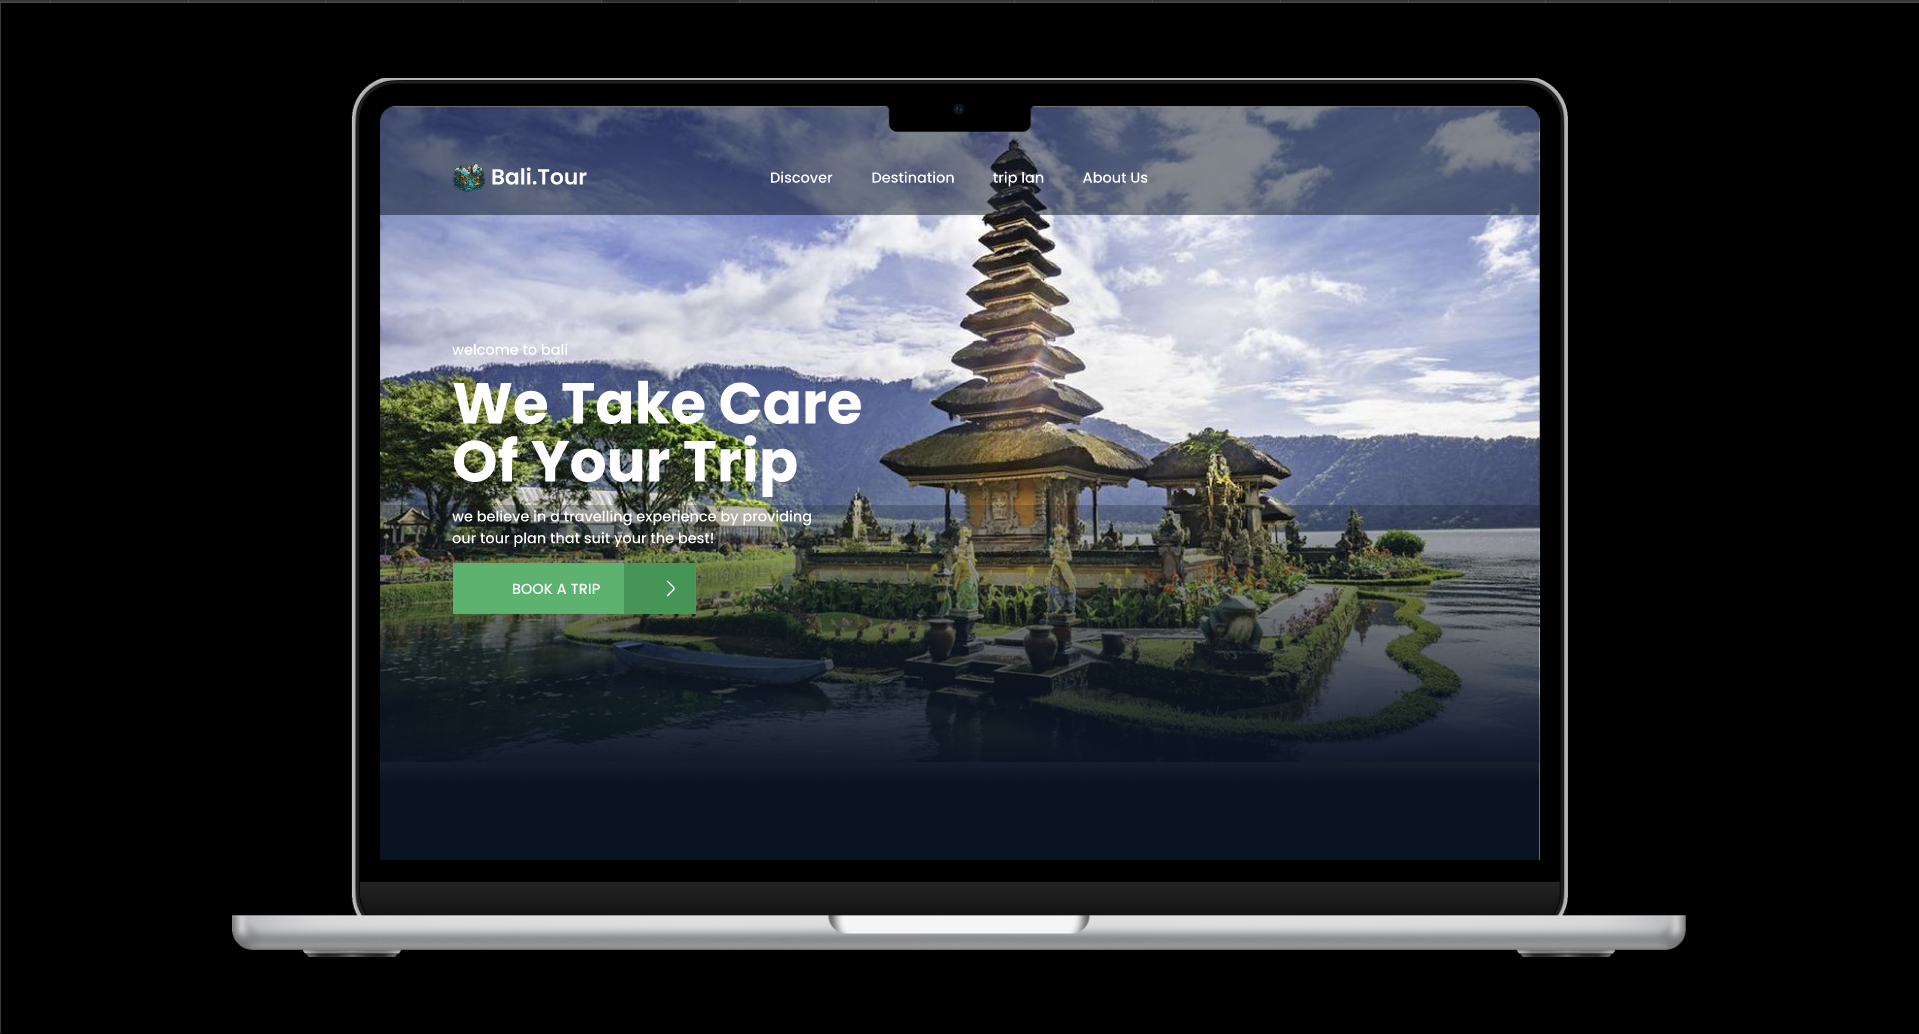 Bali.Tour
Discover
Destination
trip lan
About Us
welcome to bali
We Take Care
Of Your Trip
we believe in d travelling experience by providing
our tour plan that suit your the best!
BOOK A TRIP